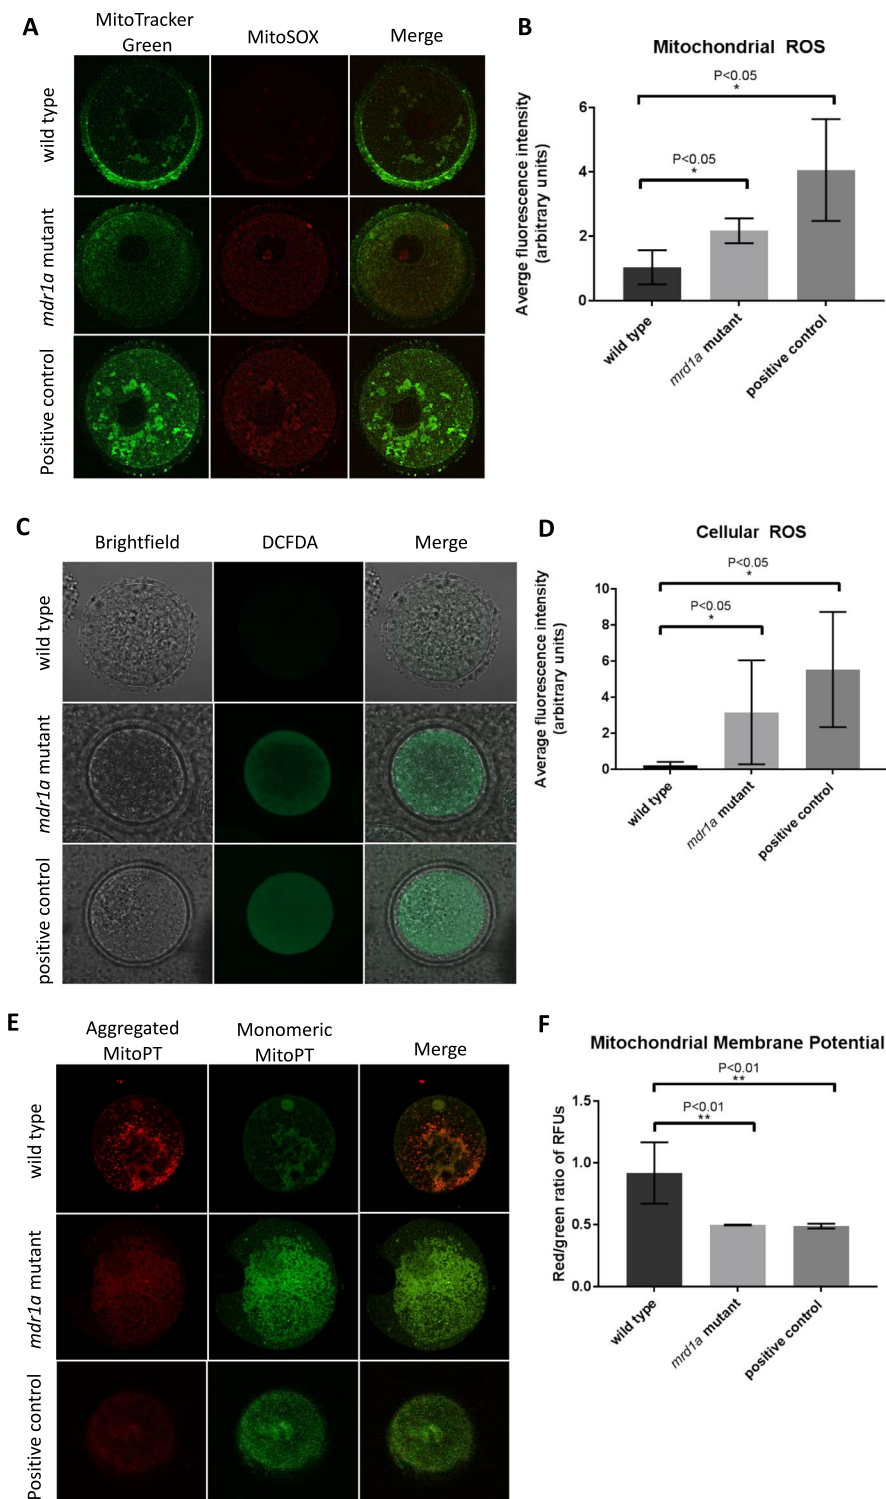 A
MitoTracker
Green
MitoSOX
Merge
wild type
mdr1a mutant
Positive control
B
Mitochondrial ROS
P<0.05
*
P<0.05
*
Averge fluorescence intensity
(arbitrary units)
6
4
2
0
wild type
mrd1a mutant
positive control
C
Brightfield
DCFDA
Merge
wild type
mdr1a mutant
positive control
D
Cellular ROS
P<0.05
*
P<0.05
*
Average fluorescence intensity
(arbitrary units)
10
8
6
4
2
0
wild type
mdr1a mutant
positive control
E
Aggregated
MitoPT
Monomeric
MitoPT
Merge
wild type
mdr1a mutant
Positive control
F
Mitochondrial Membrane Potential
P<0.01
**
P<0.01
**
Red/green ratio of RFUs
1.5
1.0
0.5
0.0
wild type
mrd1a mutant
positive control